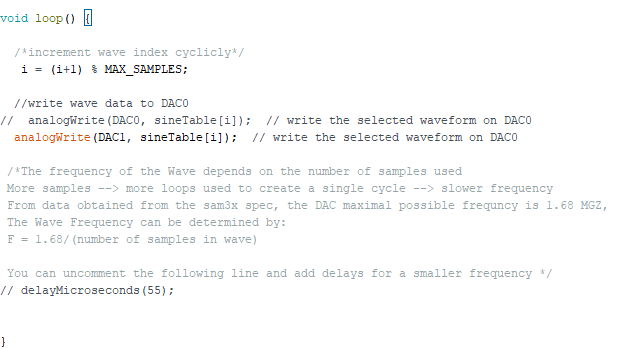 void loop() {
/*increment wave index cyclicly*/
i = (i+1) % MAX_SAMPLES;
//write wave data to DAC0
//  analogWrite(DAC0, sineTable[i]);  // write the selected waveform on DAC0
analogWrite(DAC1, sineTable[i]);  // write the selected waveform on DAC0
/*The frequency of the Wave depends on the number of samples used
More samples --> more loops used to create a single cycle --> slower frequency
From data obtained from the sam3x spec, the DAC maximal possible frequncy is 1.68 MGZ,
The Wave Frequency can be determined by:
F = 1.68/(number of samples in wave)
You can uncomment the following line and add delays for a smaller frequency */
// delayMicroseconds(55);
}